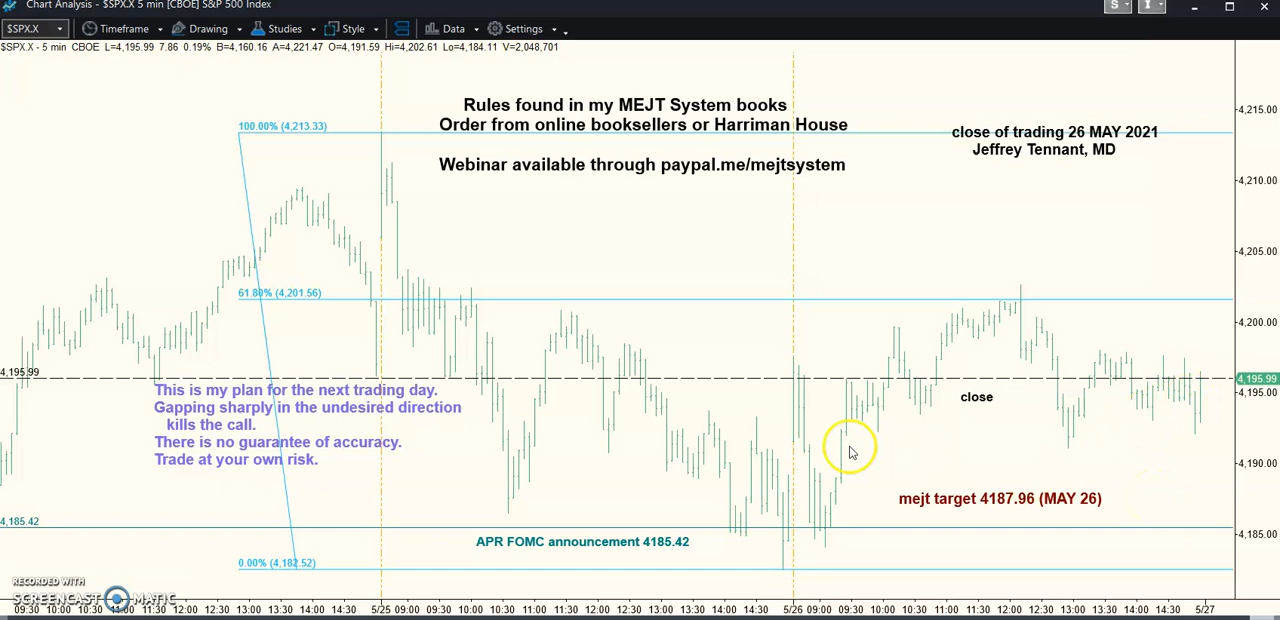 Chart Analysis - $SPX.X 5 min [CBOE] S&P 500 Index
S
I
$SPX.X
Timeframe
Drawing
Studies
Style
Data
Settings
$SPX.X - 5 min CBOE L=4,195.99 7.86 0.19% B=4,160.16 A=4,221.47 O=4,191.59 Hi=4,202.61 Lo=4,184.11 V=2,048,701
Rules found in my MEJT System books
Order from online booksellers or Harriman House
Webinar available through paypal.me/mejtsystem
close of trading 26 MAY 2021
Jeffrey Tennant, MD
100.00% (4,213.33)
61.80% (4,201.56)
4,195.99
This is my plan for the next trading day.
Gapping sharply in the undesired direction
kills the call.
There is no guarantee of accuracy.
Trade at your own risk.
close
mejt target 4187.96 (MAY 26)
4,185.42
APR FOMC announcement 4185.42
0.00% (4,182.52)
4,215.00
4,210.00
4,205.00
4,200.00
4,195.99
4,195.00
4,190.00
4,185.00
RECORDED WITH
SCREENCAST MATIC
09:30 10:00 10:30 11:00 11:30 12:00 12:30 13:00 13:30 14:00 14:30 5/25 09:00 09:30 10:00 10:30 11:00 11:30 12:00 12:30 13:00 13:30 14:00 14:30 5/26 09:00 09:30 10:00 10:30 11:00 11:30 12:00 12:30 13:00 13:30 14:00 14:30 5/27